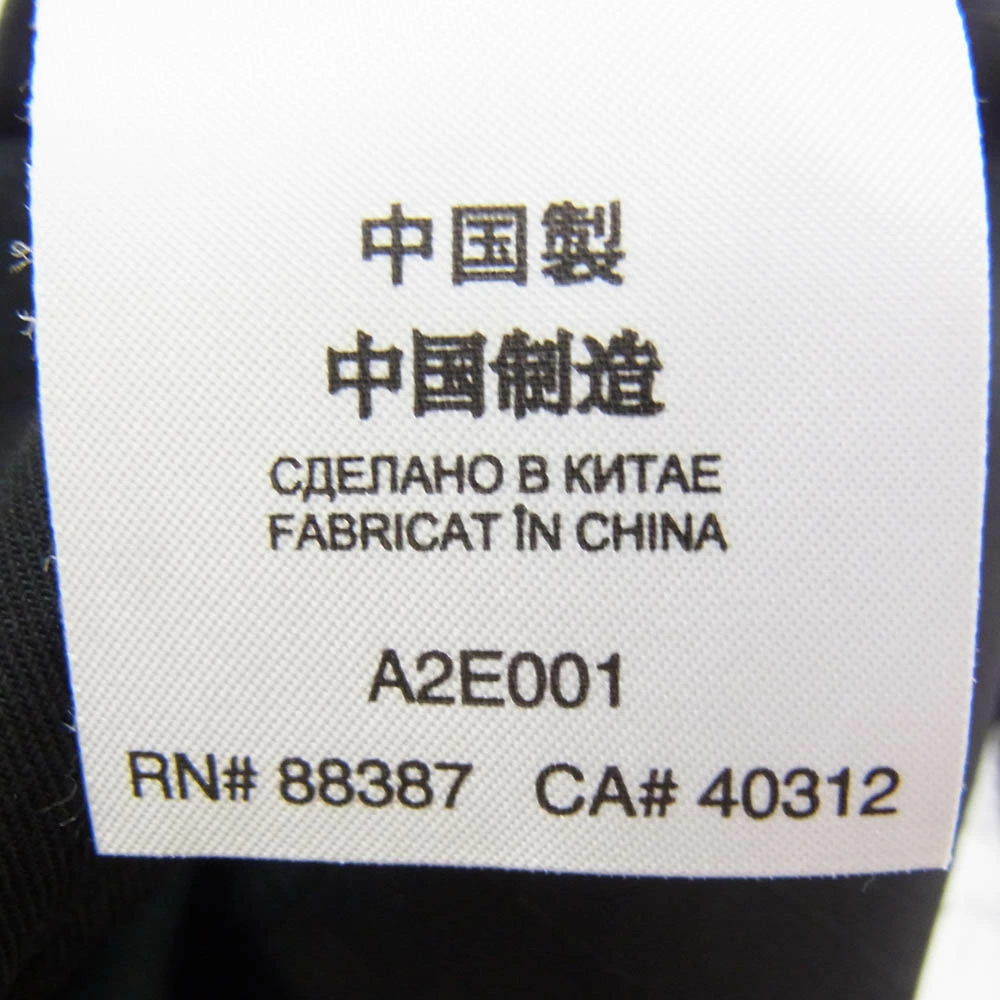 中国製
中国制造
СДЕЛАНО В КИТАЕ
FABRICAT ÎN CHINA
A2E001
RN# 88387 CA# 40312